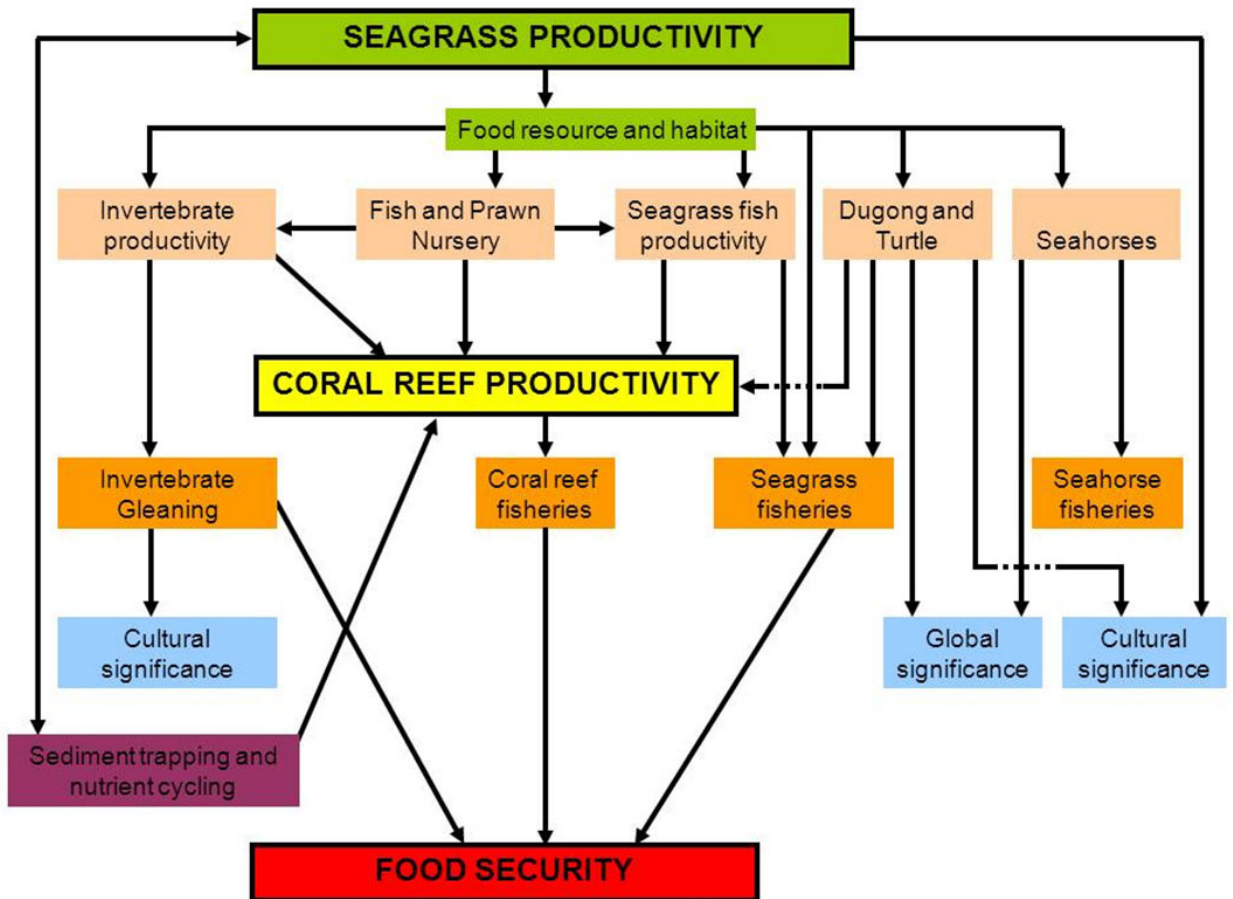 SEAGRASS PRODUCTIVITY
Food resource and habitat
Invertebrate
productivity
Fish and Prawn
Nursery
Seagrass fish
productivity
Dugong and
Turtle
Seahorses
CORAL REEF PRODUCTIVITY
Invertebrate
Gleaning
Coral reef
fisheries
Seagrass
fisheries
Seahorse
fisheries
Cultural
significance
Global
significance
Cultural
significance
Sediment trapping and
nutrient cycling
FOOD SECURITY